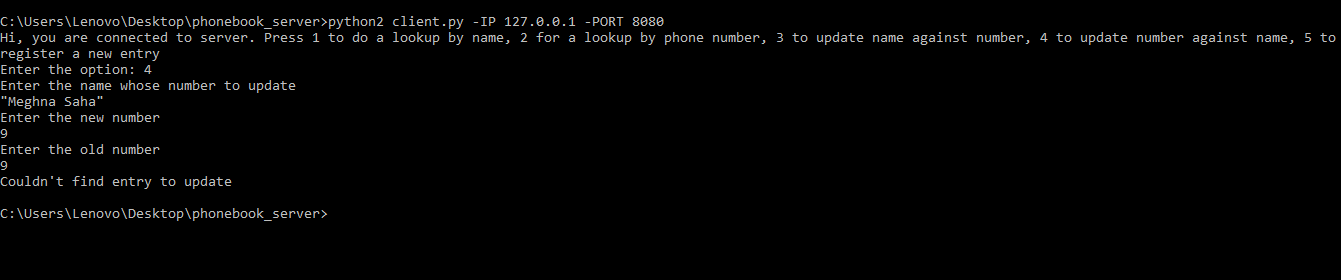 C:\Users\Lenovo\Desktop\phonebook_server>python2 client.py -IP 127.0.0.1 -PORT 8080
Hi, you are connected to server. Press 1 to do a lookup by name, 2 for a lookup by phone number, 3 to update name against number, 4 to update number against name, 5 to
register a new entry
Enter the option: 4
Enter the name whose number to update
"Meghna Saha"
Enter the new number
9
Enter the old number
9
Couldn't find entry to update
C:\Users\Lenovo\Desktop\phonebook_server>